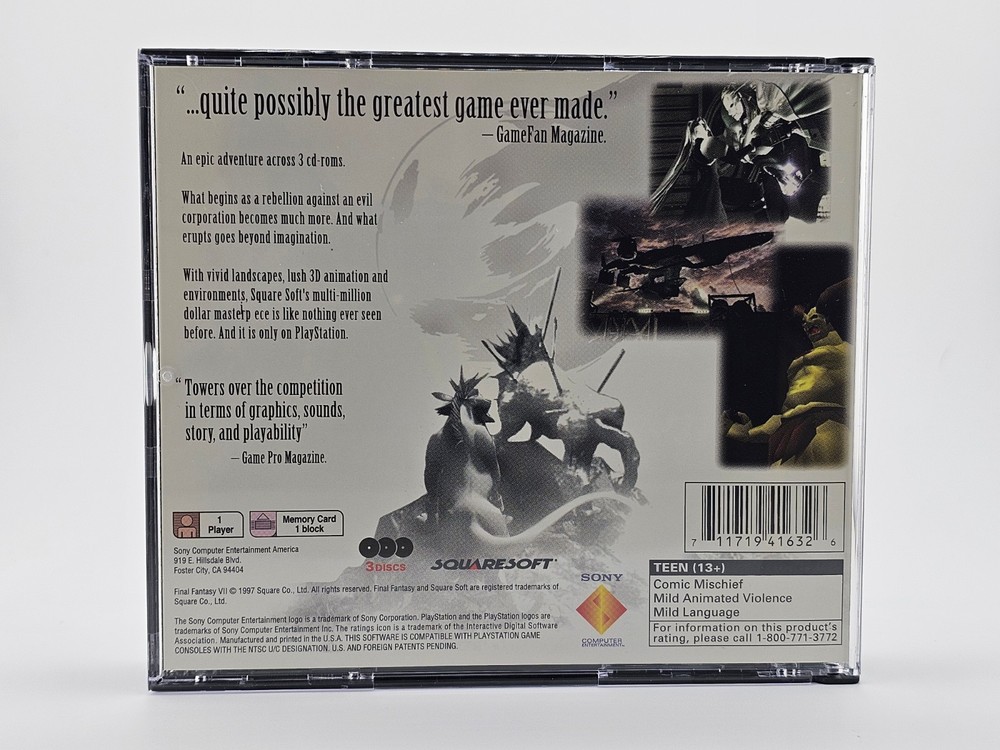 “...quite possibly the greatest game ever made.”
— GameFan Magazine.
An epic adventure across 3 cd-roms.
What begins as a rebellion against an evil
corporation becomes much more. And what
erupts goes beyond imagination.
With vivid landscapes, lush 3D animation and
environments, Square Soft's multi-million
dollar masterp ece is like nothing ever seen
before. And it is only on PlayStation.
“Towers over the competition
in terms of graphics, sounds,
story, and playability”
— Game Pro Magazine.
1
Player
Memory Card
1 block
Sony Computer Entertainment America
919 E. Hillsdale Blvd.
Foster City, CA 94404
3 DISCS
SQUARESOFT
Final Fantasy VII © 1997 Square Co., Ltd. All rights reserved. Final Fantasy and Square Soft are registered trademarks of
Square Co., Ltd.
The Sony Computer Entertainment logo is a trademark of Sony Corporation. PlayStation and the PlayStation logos are
trademarks of Sony Computer Entertainment Inc. The ratings icon is a trademark of the Interactive Digital Software
Association. Manufactured and printed in the U.S.A. THIS SOFTWARE IS COMPATIBLE WITH PLAYSTATION GAME
CONSOLES WITH THE NTSC U/C DESIGNATION. U.S. AND FOREIGN PATENTS PENDING.
SONY
COMPUTER
ENTERTAINMENT
7 11719 41632 6
TEEN (13+)
Comic Mischief
Mild Animated Violence
Mild Language
For information on this product's
rating, please call 1-800-771-3772